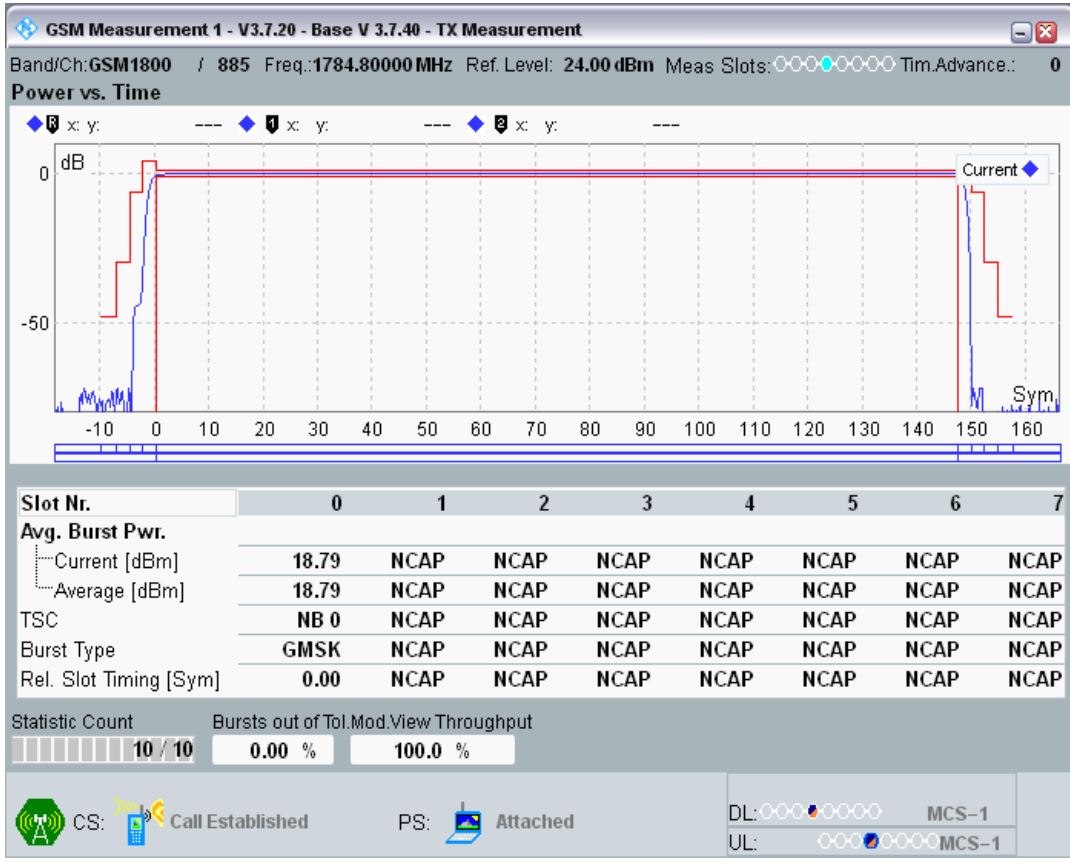 GSM Measurement 1 - V3.7.20 - Base V 3.7.40 - TX Measurement
Band/Ch:GSM1800 / 885 Freq.:1784.80000 MHz Ref. Level: 24.00 dBm Meas Slots: Tim.Advance.: 0
Power vs. Time
R x: y: --- 1 x: y: --- 2 x: y: ---
dB
0
Current
-50
Sym
-10 0 10 20 30 40 50 60 70 80 90 100 110 120 130 140 150 160
Slot Nr. 0 1 2 3 4 5 6 7
Avg. Burst Pwr.
Current [dBm] 18.79 NCAP NCAP NCAP NCAP NCAP NCAP NCAP
Average [dBm] 18.79 NCAP NCAP NCAP NCAP NCAP NCAP NCAP
TSC NB 0 NCAP NCAP NCAP NCAP NCAP NCAP NCAP
Burst Type GMSK NCAP NCAP NCAP NCAP NCAP NCAP NCAP
Rel. Slot Timing [Sym] 0.00 NCAP NCAP NCAP NCAP NCAP NCAP NCAP
Statistic Count Bursts out of Tol.Mod.View Throughput
10 / 10 0.00 % 100.0 %
CS: Call Established PS: Attached
DL: MCS-1
UL: MCS-1